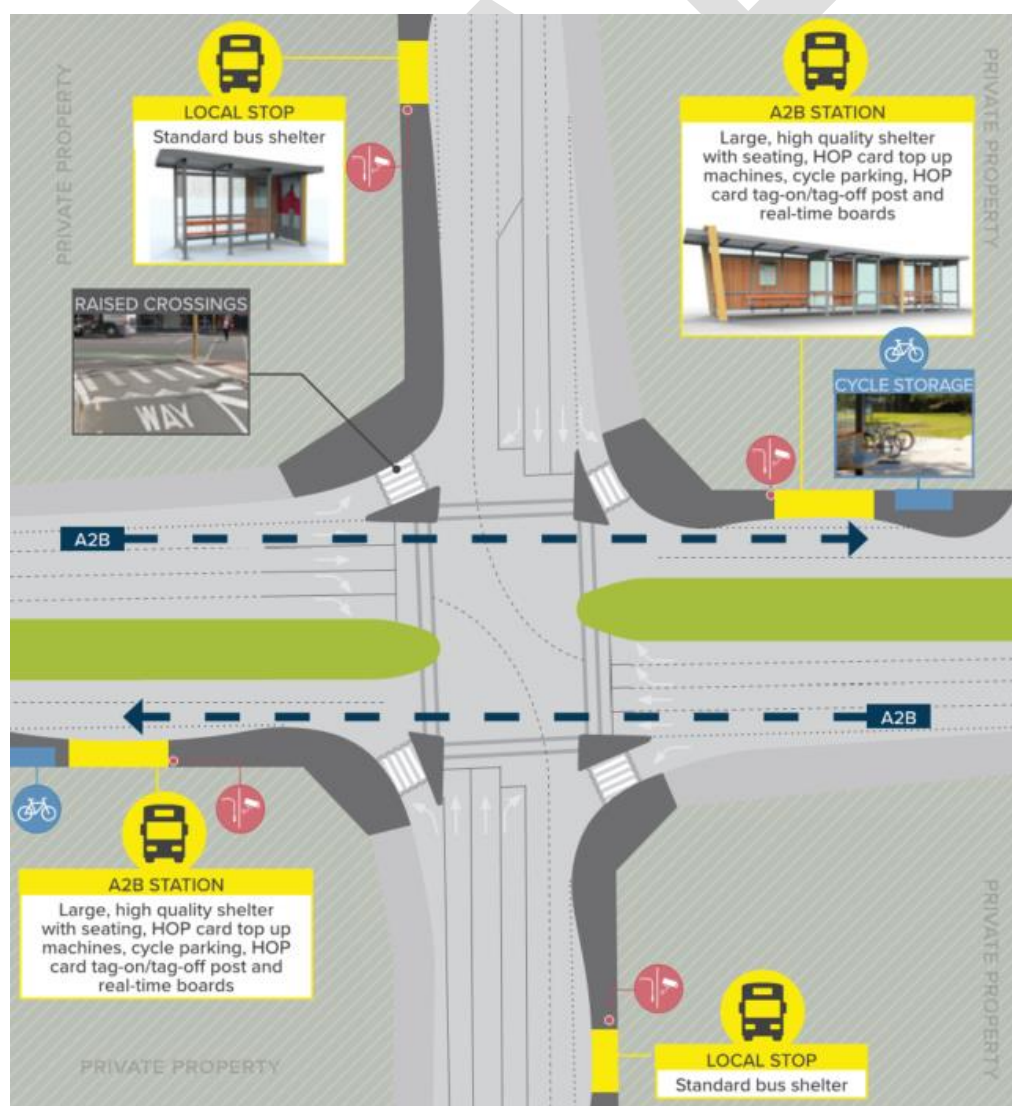 LOCAL STOP
Standard bus shelter
PRIVATE PROPERTY
A2B STATION
Large, high quality shelter
with seating, HOP card top up
machines, cycle parking, HOP
card tag-on/tag-off post and
real-time boards
PRIVATE PROPERTY
RAISED CROSSINGS
WAY
CYCLE STORAGE
A2B
A2B
A2B STATION
Large, high quality shelter
with seating, HOP card top up
machines, cycle parking, HOP
card tag-on/tag-off post and
real-time boards
PRIVATE PROPERTY
PRIVATE PROPERTY
LOCAL STOP
Standard bus shelter